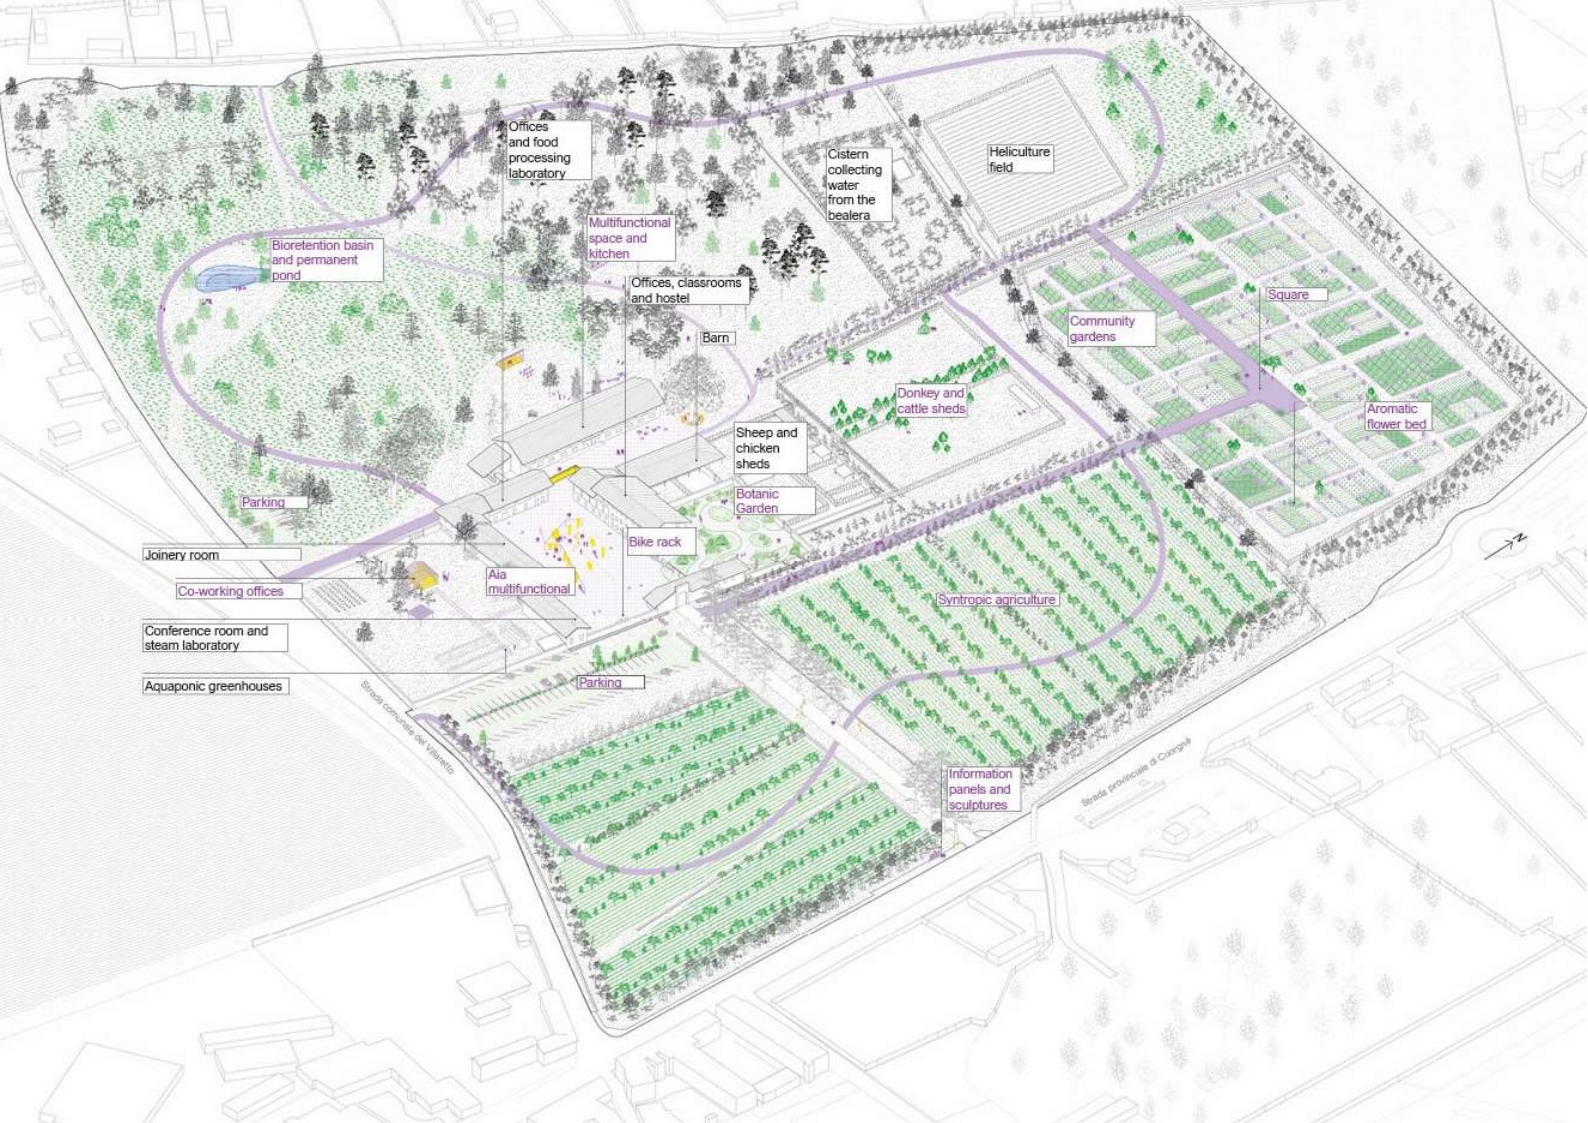 Offices
and food
processing
laboratory
Cistern
collecting
water
from the
bealera
Heliculture
field
Multifunctional
space and
kitchen
Bioretention basin
and permanent
pond
Offices, classrooms
and hostel
Square
Community
gardens
Barn
Donkey and
cattle sheds
Aromatic
flower bed
Sheep and
chicken
sheds
Botanic
Garden
Parking
Bike rack
Joinery room
Aia
multifunctional
Co-working offices
Syntropic agriculture
Conference room and
steam laboratory
Aquaponic greenhouses
Parking
Strada comunale del Villaretto
Information
panels and
sculptures
Strada provinciale di Cuorgnè
N